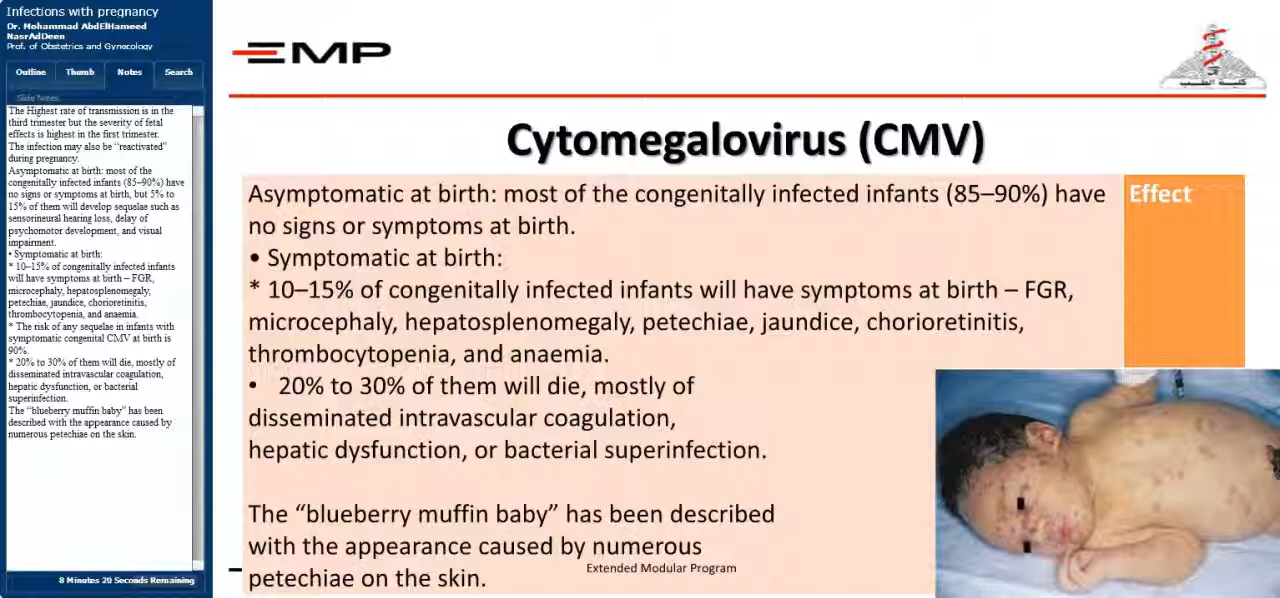 Infections with pregnancy
Dr. Mohammad AbdElHameed
NasrAdDeen
Prof. of Obstetrics and Gynecology
Outline Thumb Notes Search
Slide Notes
The Highest rate of transmission is in the
third trimester but the severity of fetal
effects is highest in the first trimester.
The infection may also be “reactivated”
during pregnancy.
Asymptomatic at birth: most of the
congenitally infected infants (85–90%) have
no signs or symptoms at birth, but 5% to
15% of them will develop sequelae such as
sensorineural hearing loss, delay of
psychomotor development, and visual
impairment.
• Symptomatic at birth:
* 10–15% of congenitally infected infants
will have symptoms at birth – FGR,
microcephaly, hepatosplenomegaly,
petechiae, jaundice, chorioretinitis,
thrombocytopenia, and anaemia.
* The risk of any sequelae in infants with
symptomatic congenital CMV at birth is
90%.
* 20% to 30% of them will die, mostly of
disseminated intravascular coagulation,
hepatic dysfunction, or bacterial
superinfection.
The “blueberry muffin baby” has been
described with the appearance caused by
numerous petechiae on the skin.
8 Minutes 20 Seconds Remaining
EMP
كلية الطب
Cytomegalovirus (CMV)
Asymptomatic at birth: most of the congenitally infected infants (85–90%) have
no signs or symptoms at birth.
• Symptomatic at birth:
* 10–15% of congenitally infected infants will have symptoms at birth – FGR,
microcephaly, hepatosplenomegaly, petechiae, jaundice, chorioretinitis,
thrombocytopenia, and anaemia.
• 20% to 30% of them will die, mostly of
disseminated intravascular coagulation,
hepatic dysfunction, or bacterial superinfection.
The “blueberry muffin baby” has been described
with the appearance caused by numerous
petechiae on the skin.
Effect
Extended Modular Program